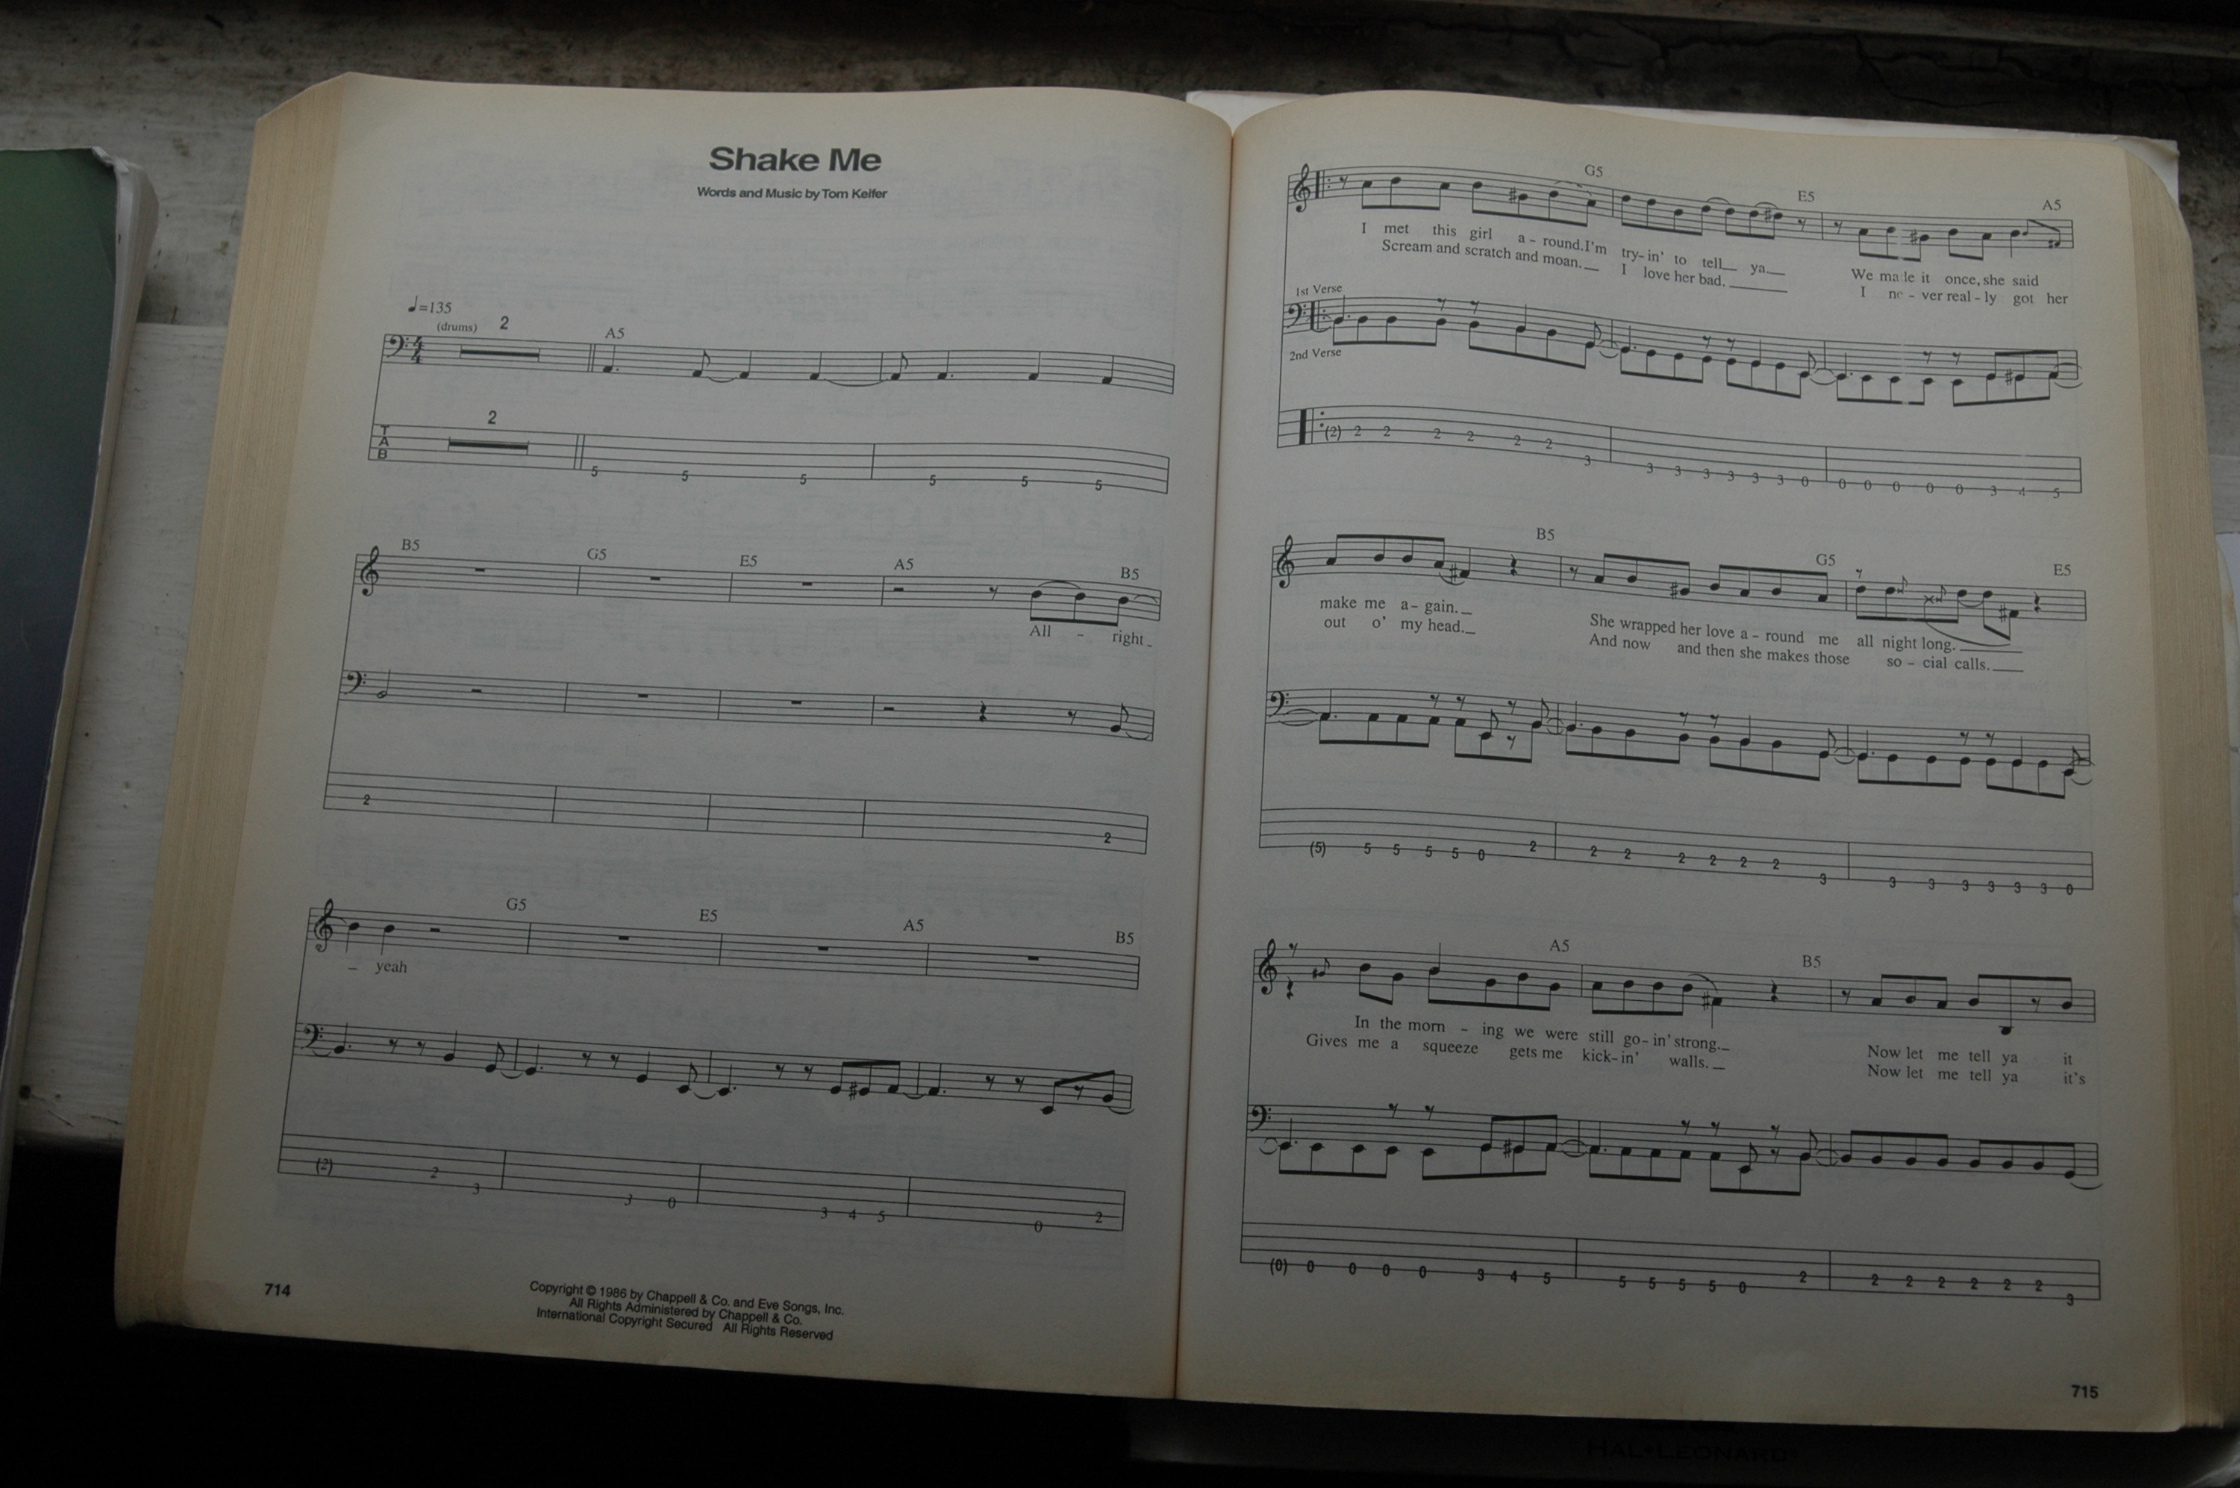 Shake Me
Words and Music by Tom Keifer
♩=135
(drums) 2
A5
4
4
2
T
A
B
5 5 5 5 5 5
B5 G5 E5 A5 B5
All - right_
2 2
G5 E5 A5 B5
_ yeah
(2) 2 3 3 0 3 4 5 0 2
714
Copyright © 1986 by Chappell & Co. and Eve Songs, Inc.
All Rights Administered by Chappell & Co.
International Copyright Secured All Rights Reserved
G5 E5 A5
I met this girl a - round. I'm try - in' to tell_ ya._ We made it once, she said
Scream and scratch and moan._ I love her bad._ I ne - ver real - ly got her
1st Verse
2nd Verse
(2) 2 2 2 2 2 2 3 3 3 3 3 3 3 0 0 0 0 0 0 3 4 5
B5 G5 E5
make me a - gain._ She wrapped her love a - round me all night long._
out o' my head._ And now and then she makes those so - cial calls._
(5) 5 5 5 5 0 2 2 2 2 2 2 2 3 3 3 3 3 3 3 0
A5 B5
In the morn - ing we were still go - in' strong._ Now let me tell ya it
Gives me a squeeze gets me kick - in' walls._ Now let me tell ya it's
(0) 0 0 0 0 3 4 5 5 5 5 5 0 2 2 2 2 2 2 2 3
715
HAL•LEONARD®